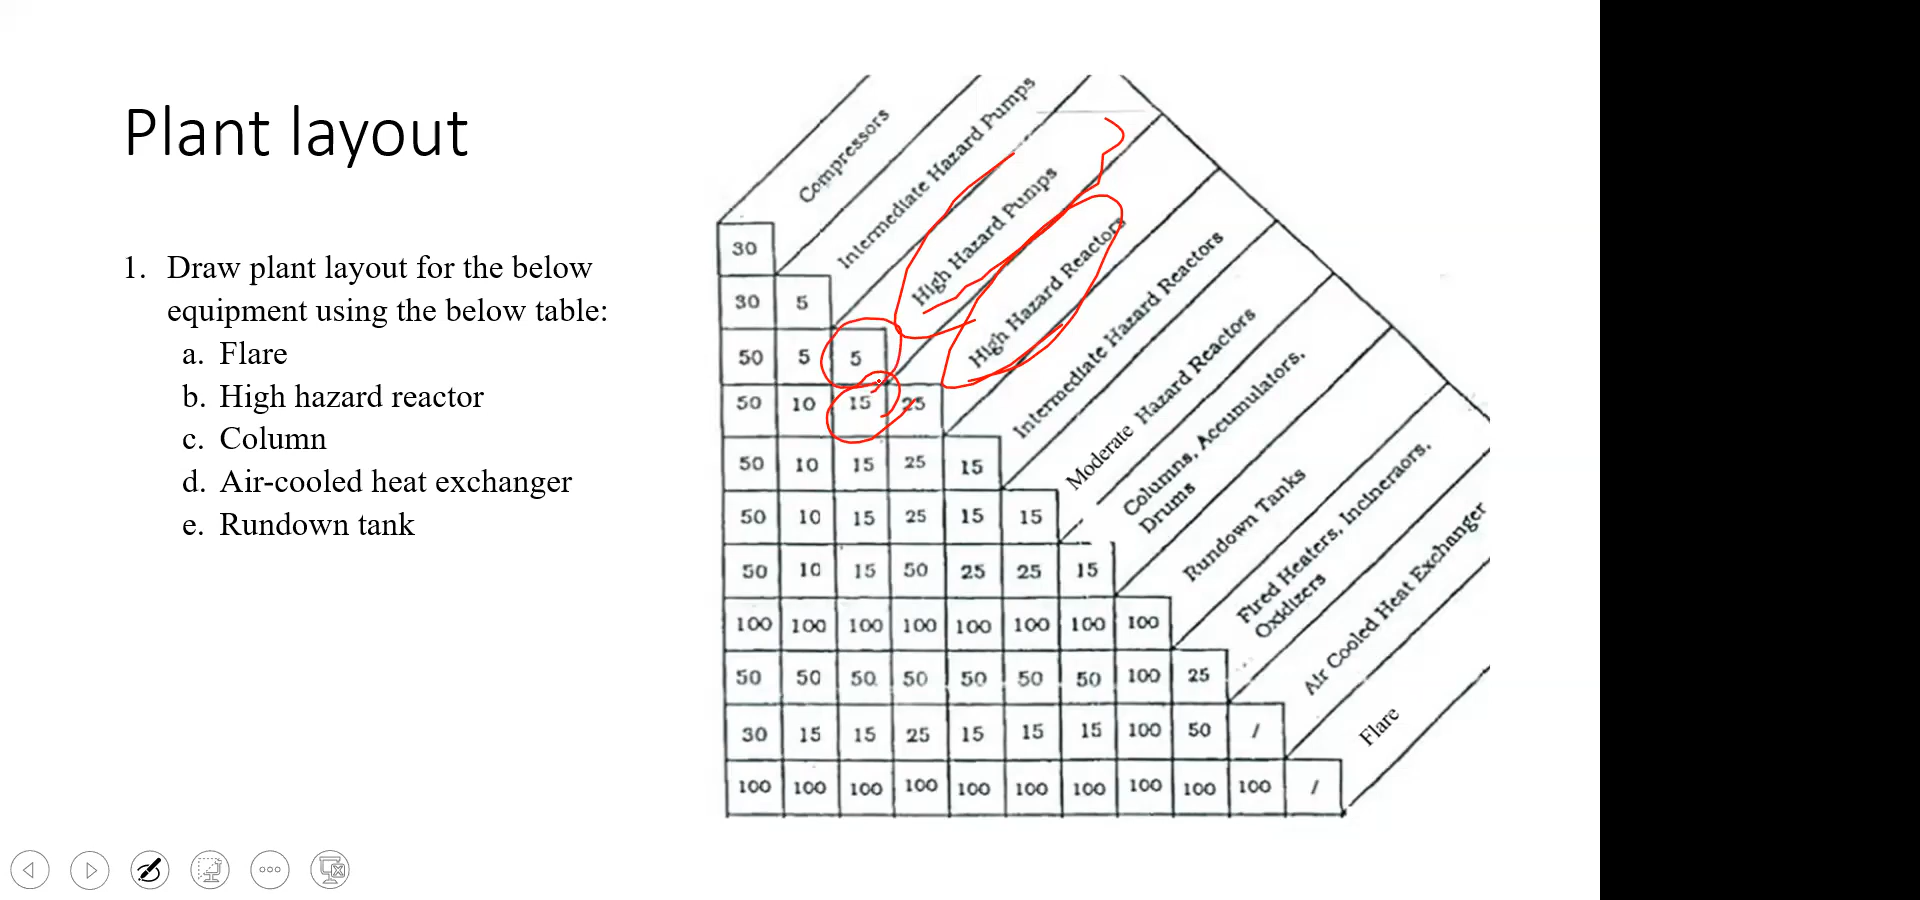 Plant layout
1. Draw plant layout for the below
equipment using the below table:
a. Flare
b. High hazard reactor
c. Column
d. Air-cooled heat exchanger
e. Rundown tank
Compressors
Intermediate Hazard Pumps
High Hazard Pumps
High Hazard Reactors
Intermediate Hazard Reactors
Moderate Hazard Reactors
Columns, Accumulators,
Drums
Rundown Tanks
Fired Heaters, Incineraors,
Oxidizers
Air Cooled Heat Exchanger
Flare
30
30 5
50 5 5
50 10 15 25
50 10 15 25 15
50 10 15 25 15 15
50 10 15 50 25 25 15
100 100 100 100 100 100 100 100
50 50 50 50 50 50 50 100 25
30 15 15 25 15 15 15 100 50 /
100 100 100 100 100 100 100 100 100 100 /